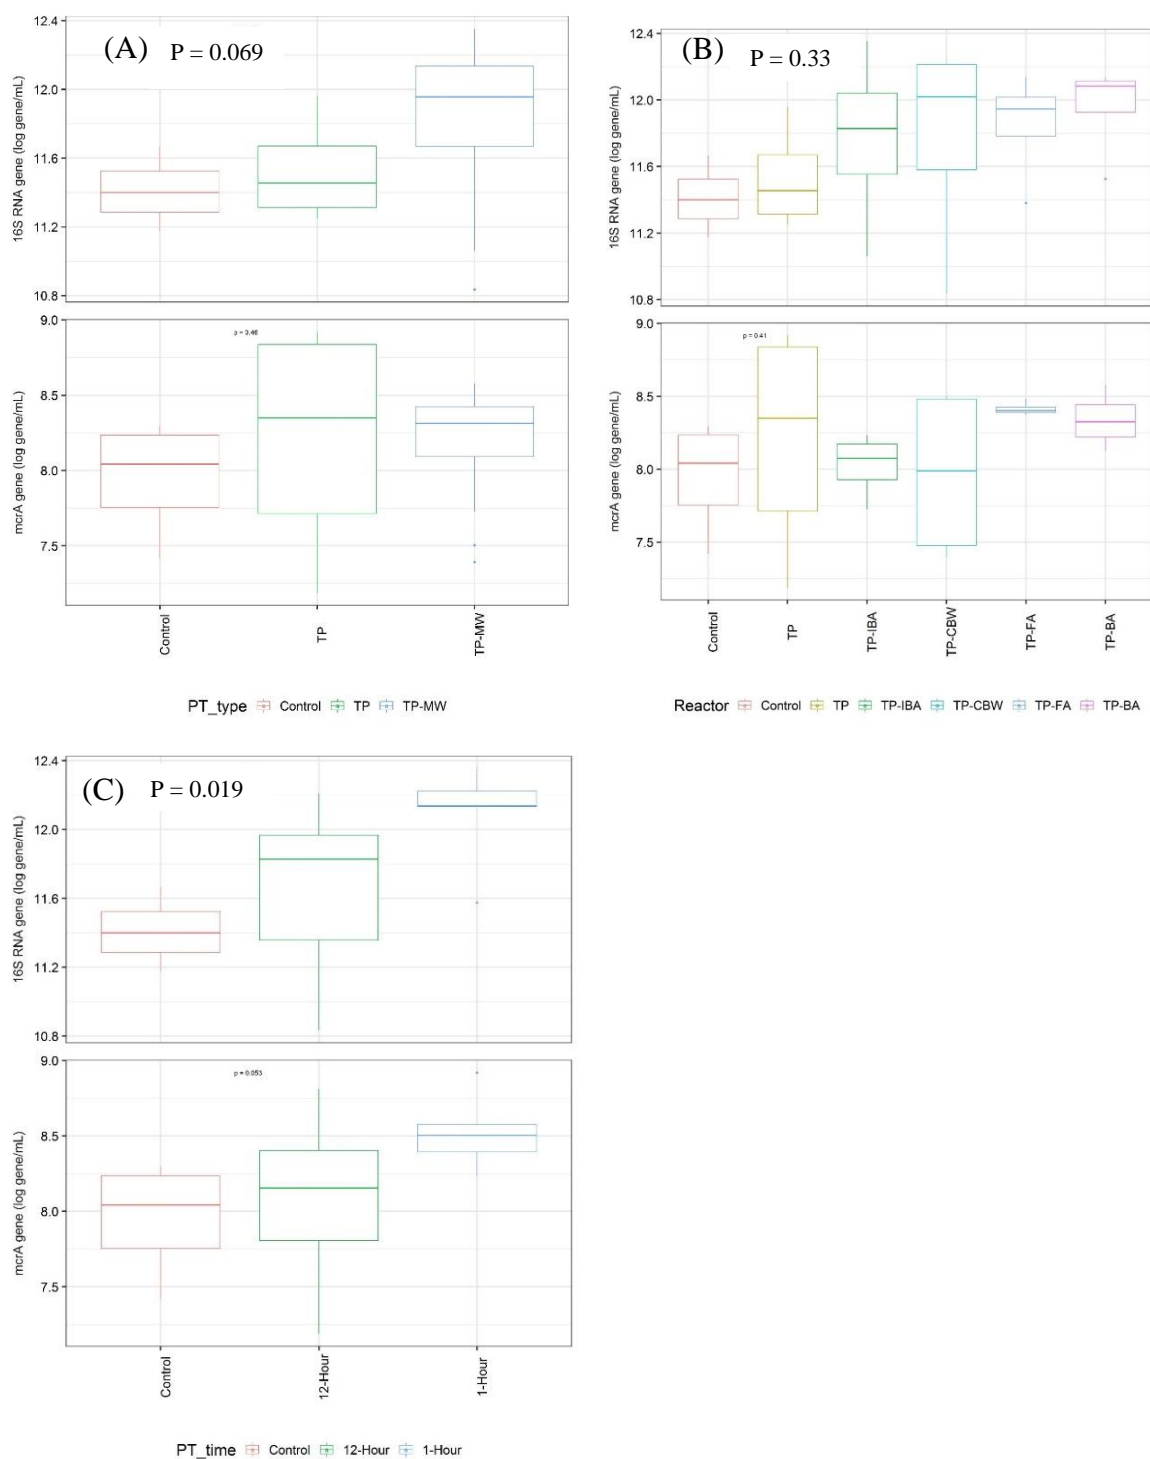 (A) P = 0.069
12.4
12.0
11.6
11.2
10.8
16S RNA gene (log gene/mL)
p = 0.46
9.0
8.5
8.0
7.5
mcrA gene (log gene/mL)
Control
TP
TP-MW
PT_type Control TP TP-MW
(B) P = 0.33
12.4
12.0
11.6
11.2
10.8
16S RNA gene (log gene/mL)
p = 0.41
9.0
8.5
8.0
7.5
mcrA gene (log gene/mL)
Control
TP
TP-IBA
TP-CBW
TP-FA
TP-BA
Reactor Control TP TP-IBA TP-CBW TP-FA TP-BA
(C) P = 0.019
12.4
12.0
11.6
11.2
10.8
16S RNA gene (log gene/mL)
p = 0.053
9.0
8.5
8.0
7.5
mcrA gene (log gene/mL)
Control
12-Hour
1-Hour
PT_time Control 12-Hour 1-Hour